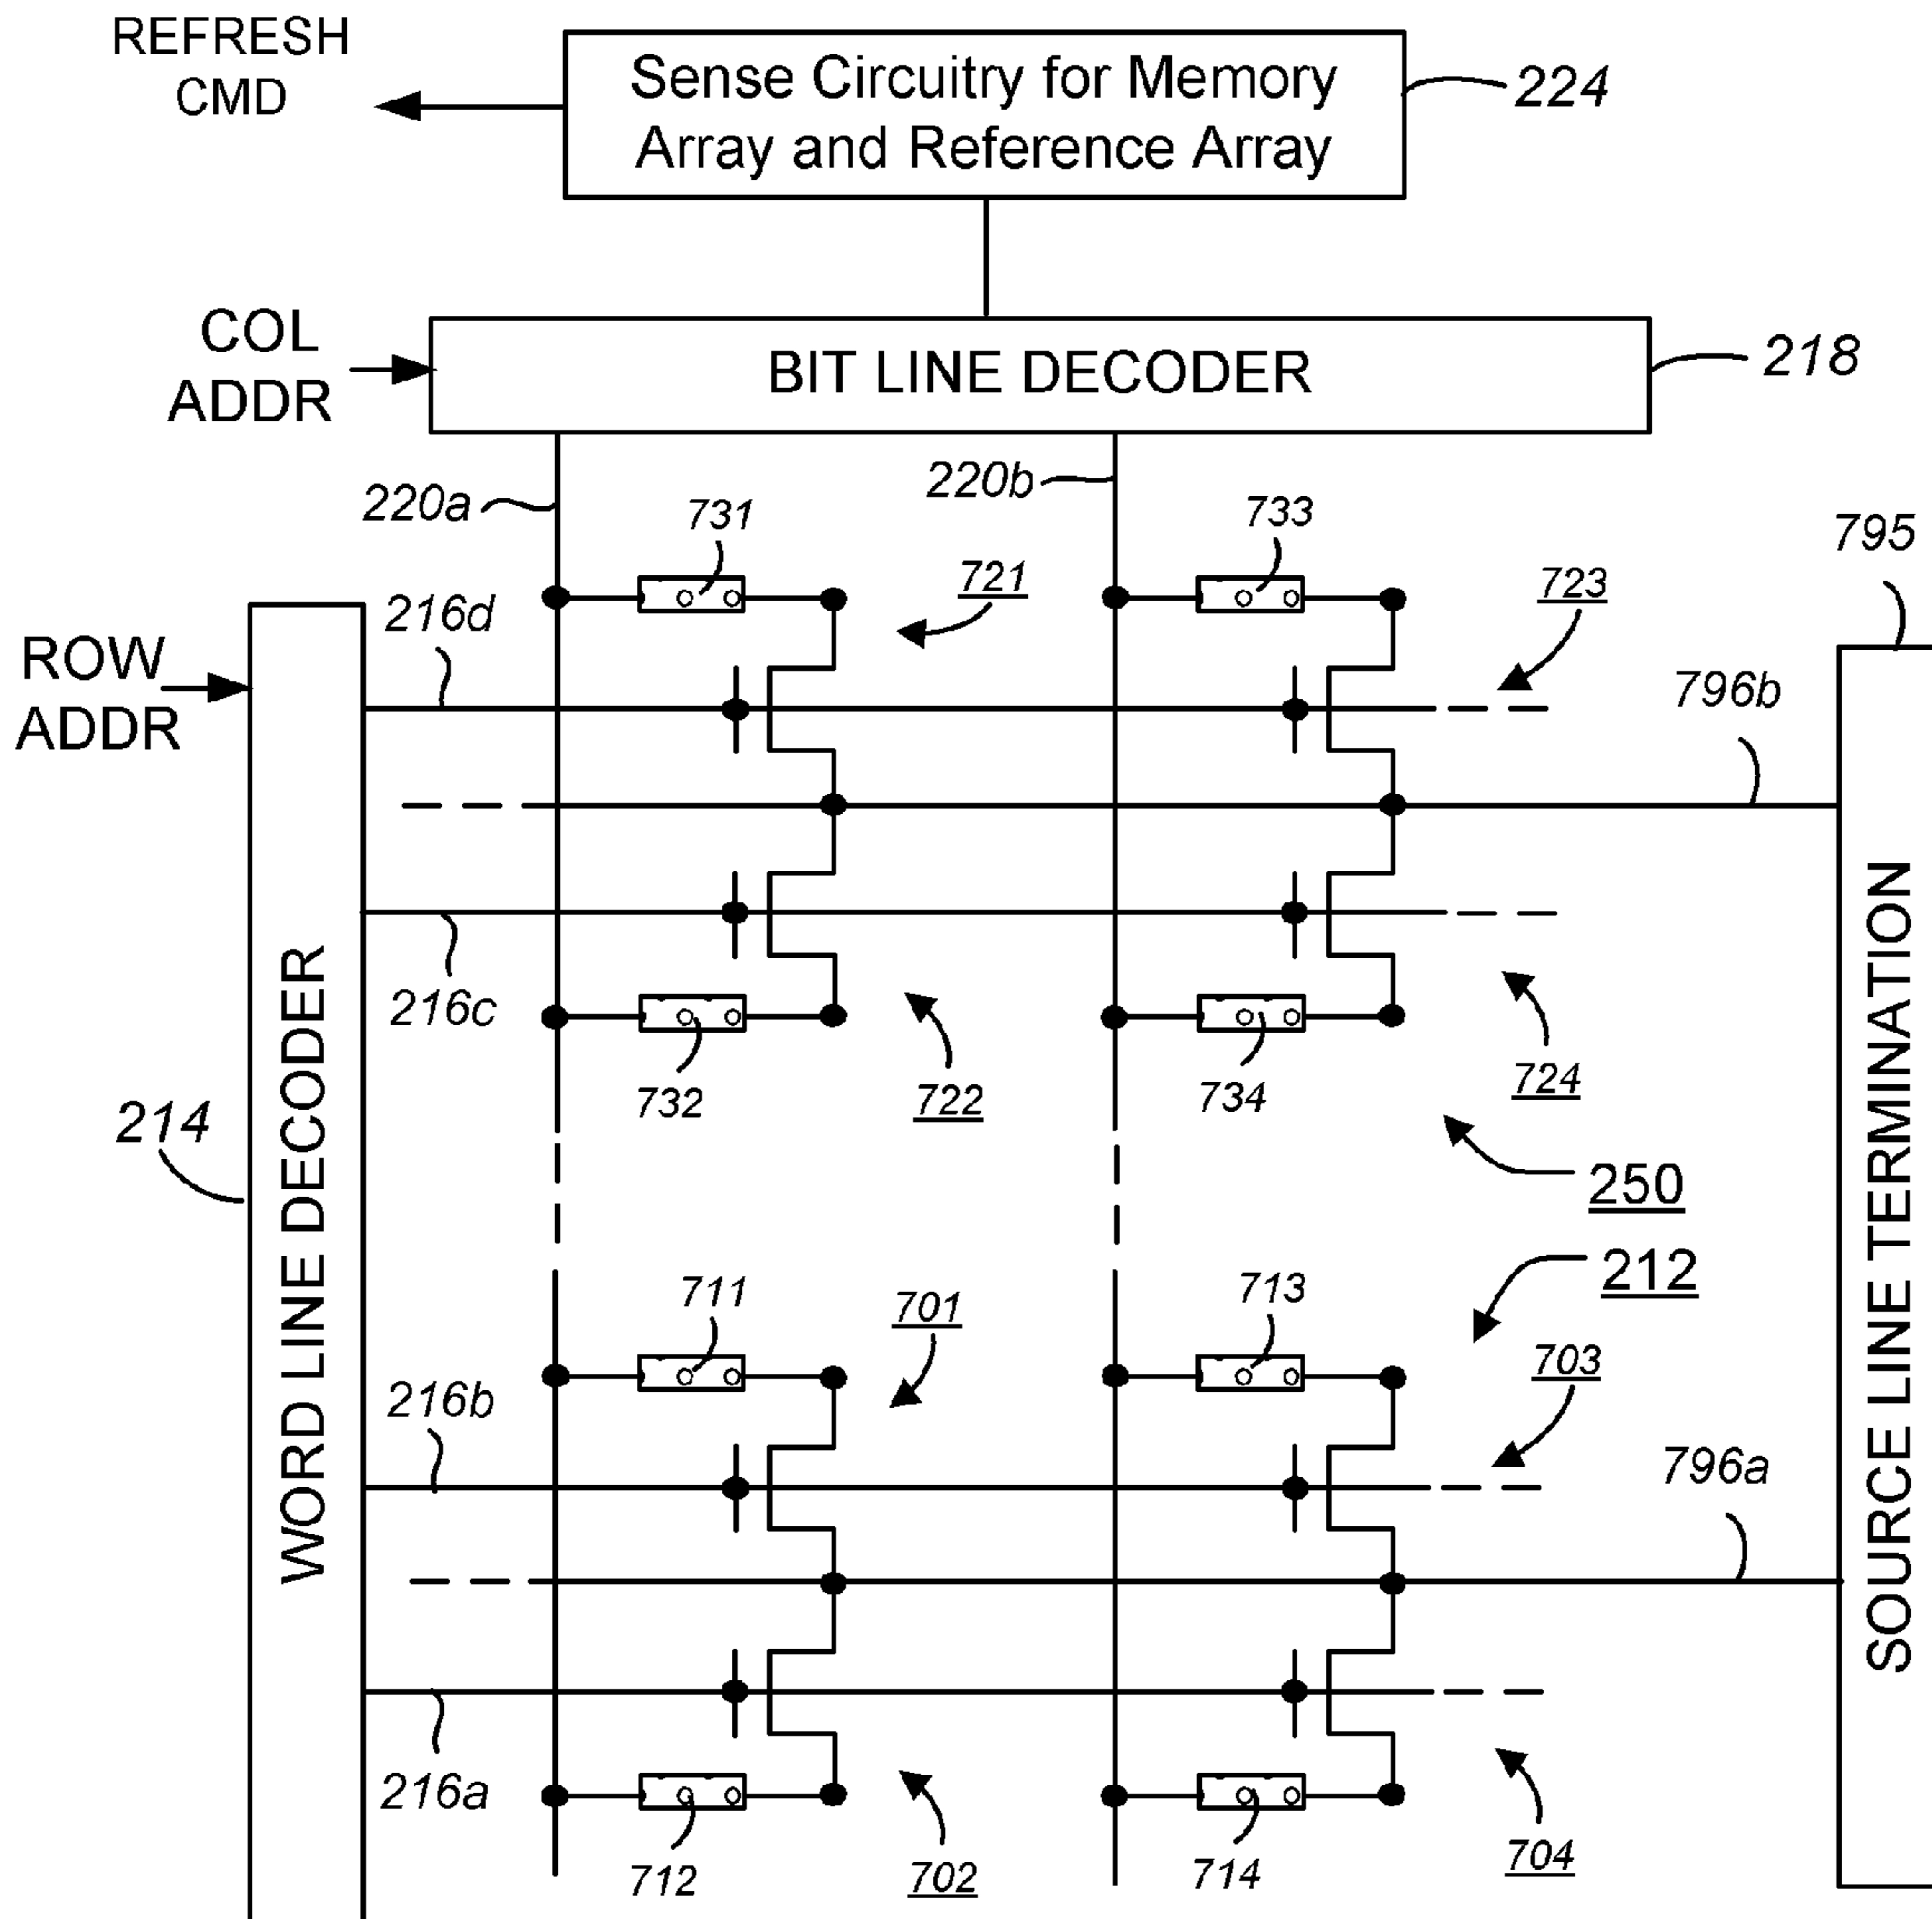 REFRESH
CMD
Sense Circuitry for Memory
Array and Reference Array
224
COL
ADDR
BIT LINE DECODER
218
220a
220b
731
733
721
723
795
216d
ROW
ADDR
796b
216c
732
722
734
724
214
WORD LINE DECODER
SOURCE LINE TERMINATION
250
212
711
701
713
703
216b
796a
216a
712
702
714
704